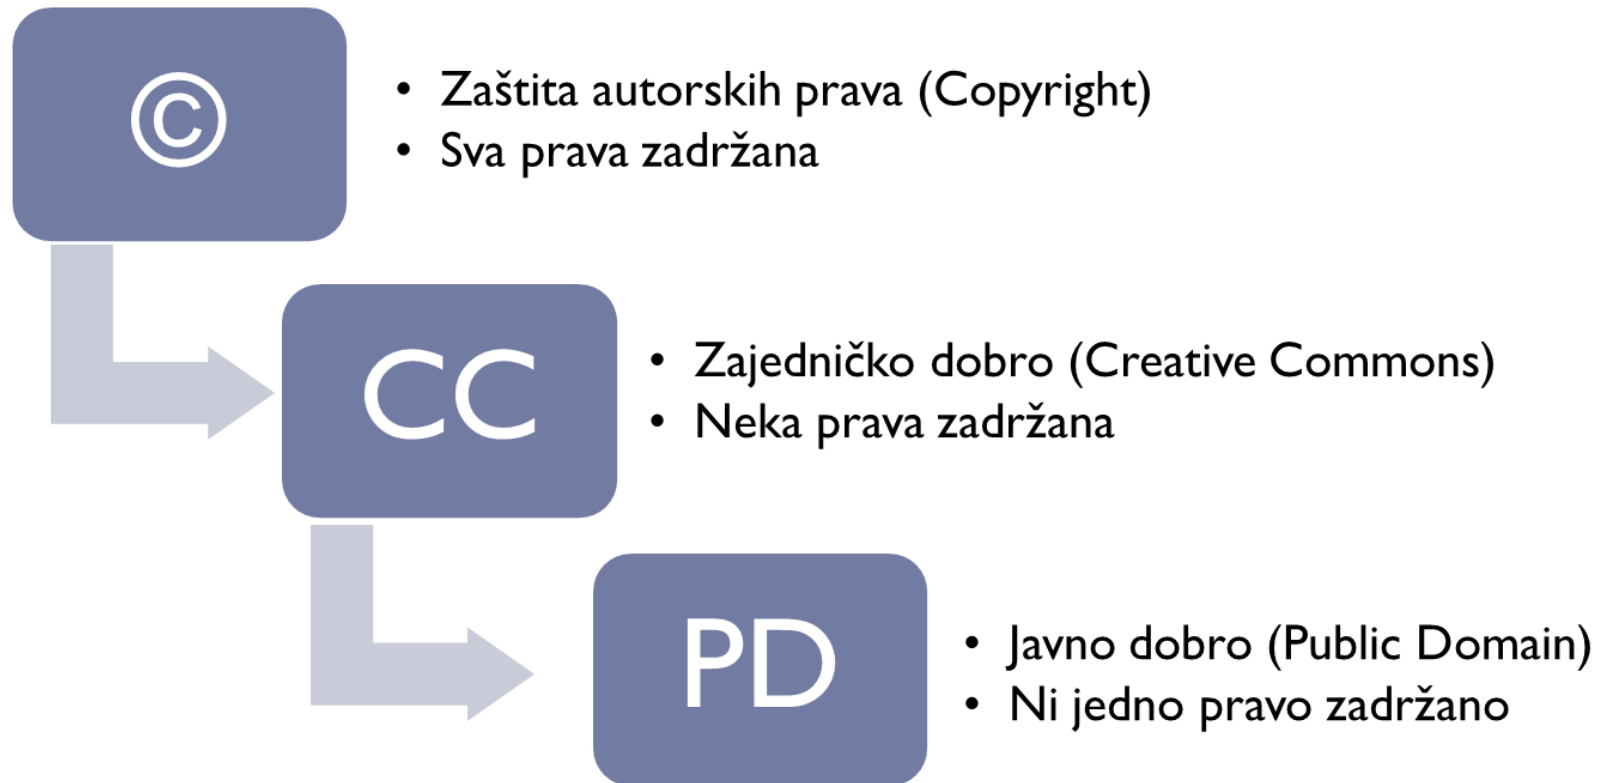 ©
• Zaštita autorskih prava (Copyright)
• Sva prava zadržana
CC
• Zajedničko dobro (Creative Commons)
• Neka prava zadržana
PD
• Javno dobro (Public Domain)
• Ni jedno pravo zadržano